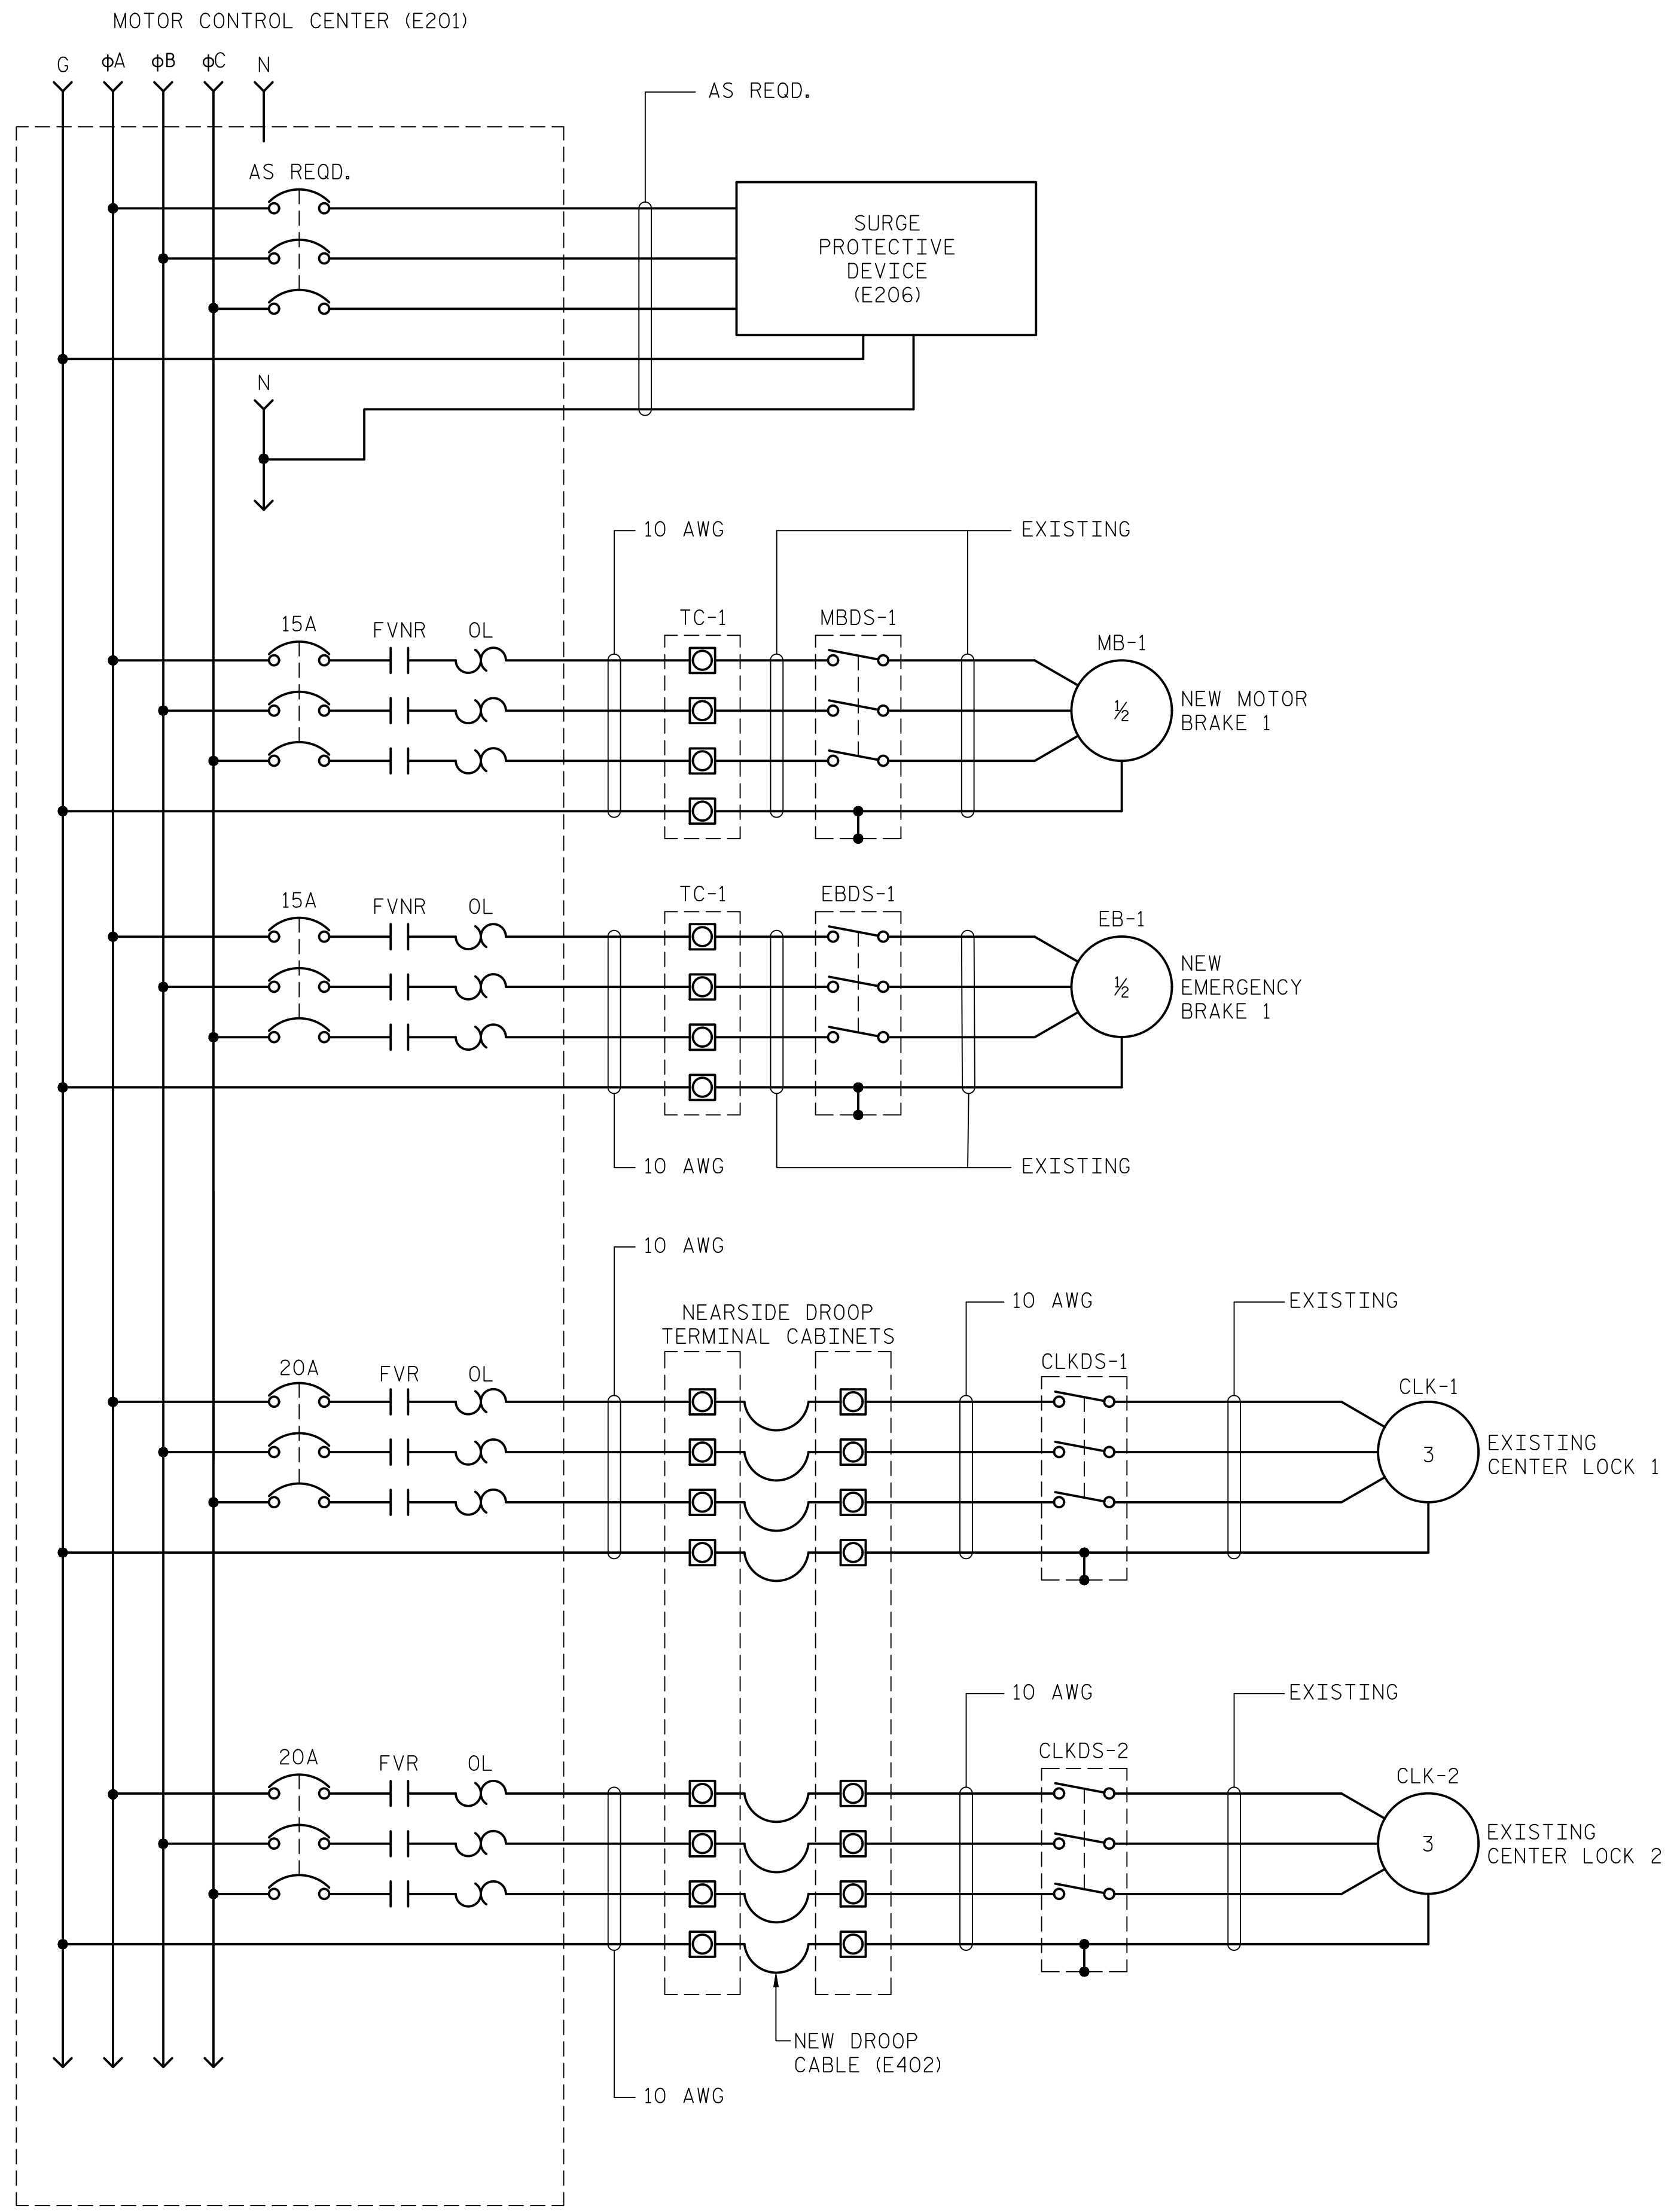 MOTOR CONTROL CENTER (E201)
G ϕA ϕB ϕC N
AS REQD.
AS REQD.
SURGE
PROTECTIVE
DEVICE
(E206)
N
10 AWG
EXISTING
15A
FVNR
OL
TC-1
MBDS-1
MB-1
½
NEW MOTOR
BRAKE 1
15A
FVNR
OL
TC-1
EBDS-1
EB-1
½
NEW
EMERGENCY
BRAKE 1
10 AWG
EXISTING
10 AWG
10 AWG
EXISTING
NEARSIDE DROOP
TERMINAL CABINETS
20A
FVR
OL
CLKDS-1
CLK-1
3
EXISTING
CENTER LOCK 1
10 AWG
EXISTING
20A
FVR
OL
CLKDS-2
CLK-2
3
EXISTING
CENTER LOCK 2
NEW DROOP
CABLE (E402)
10 AWG